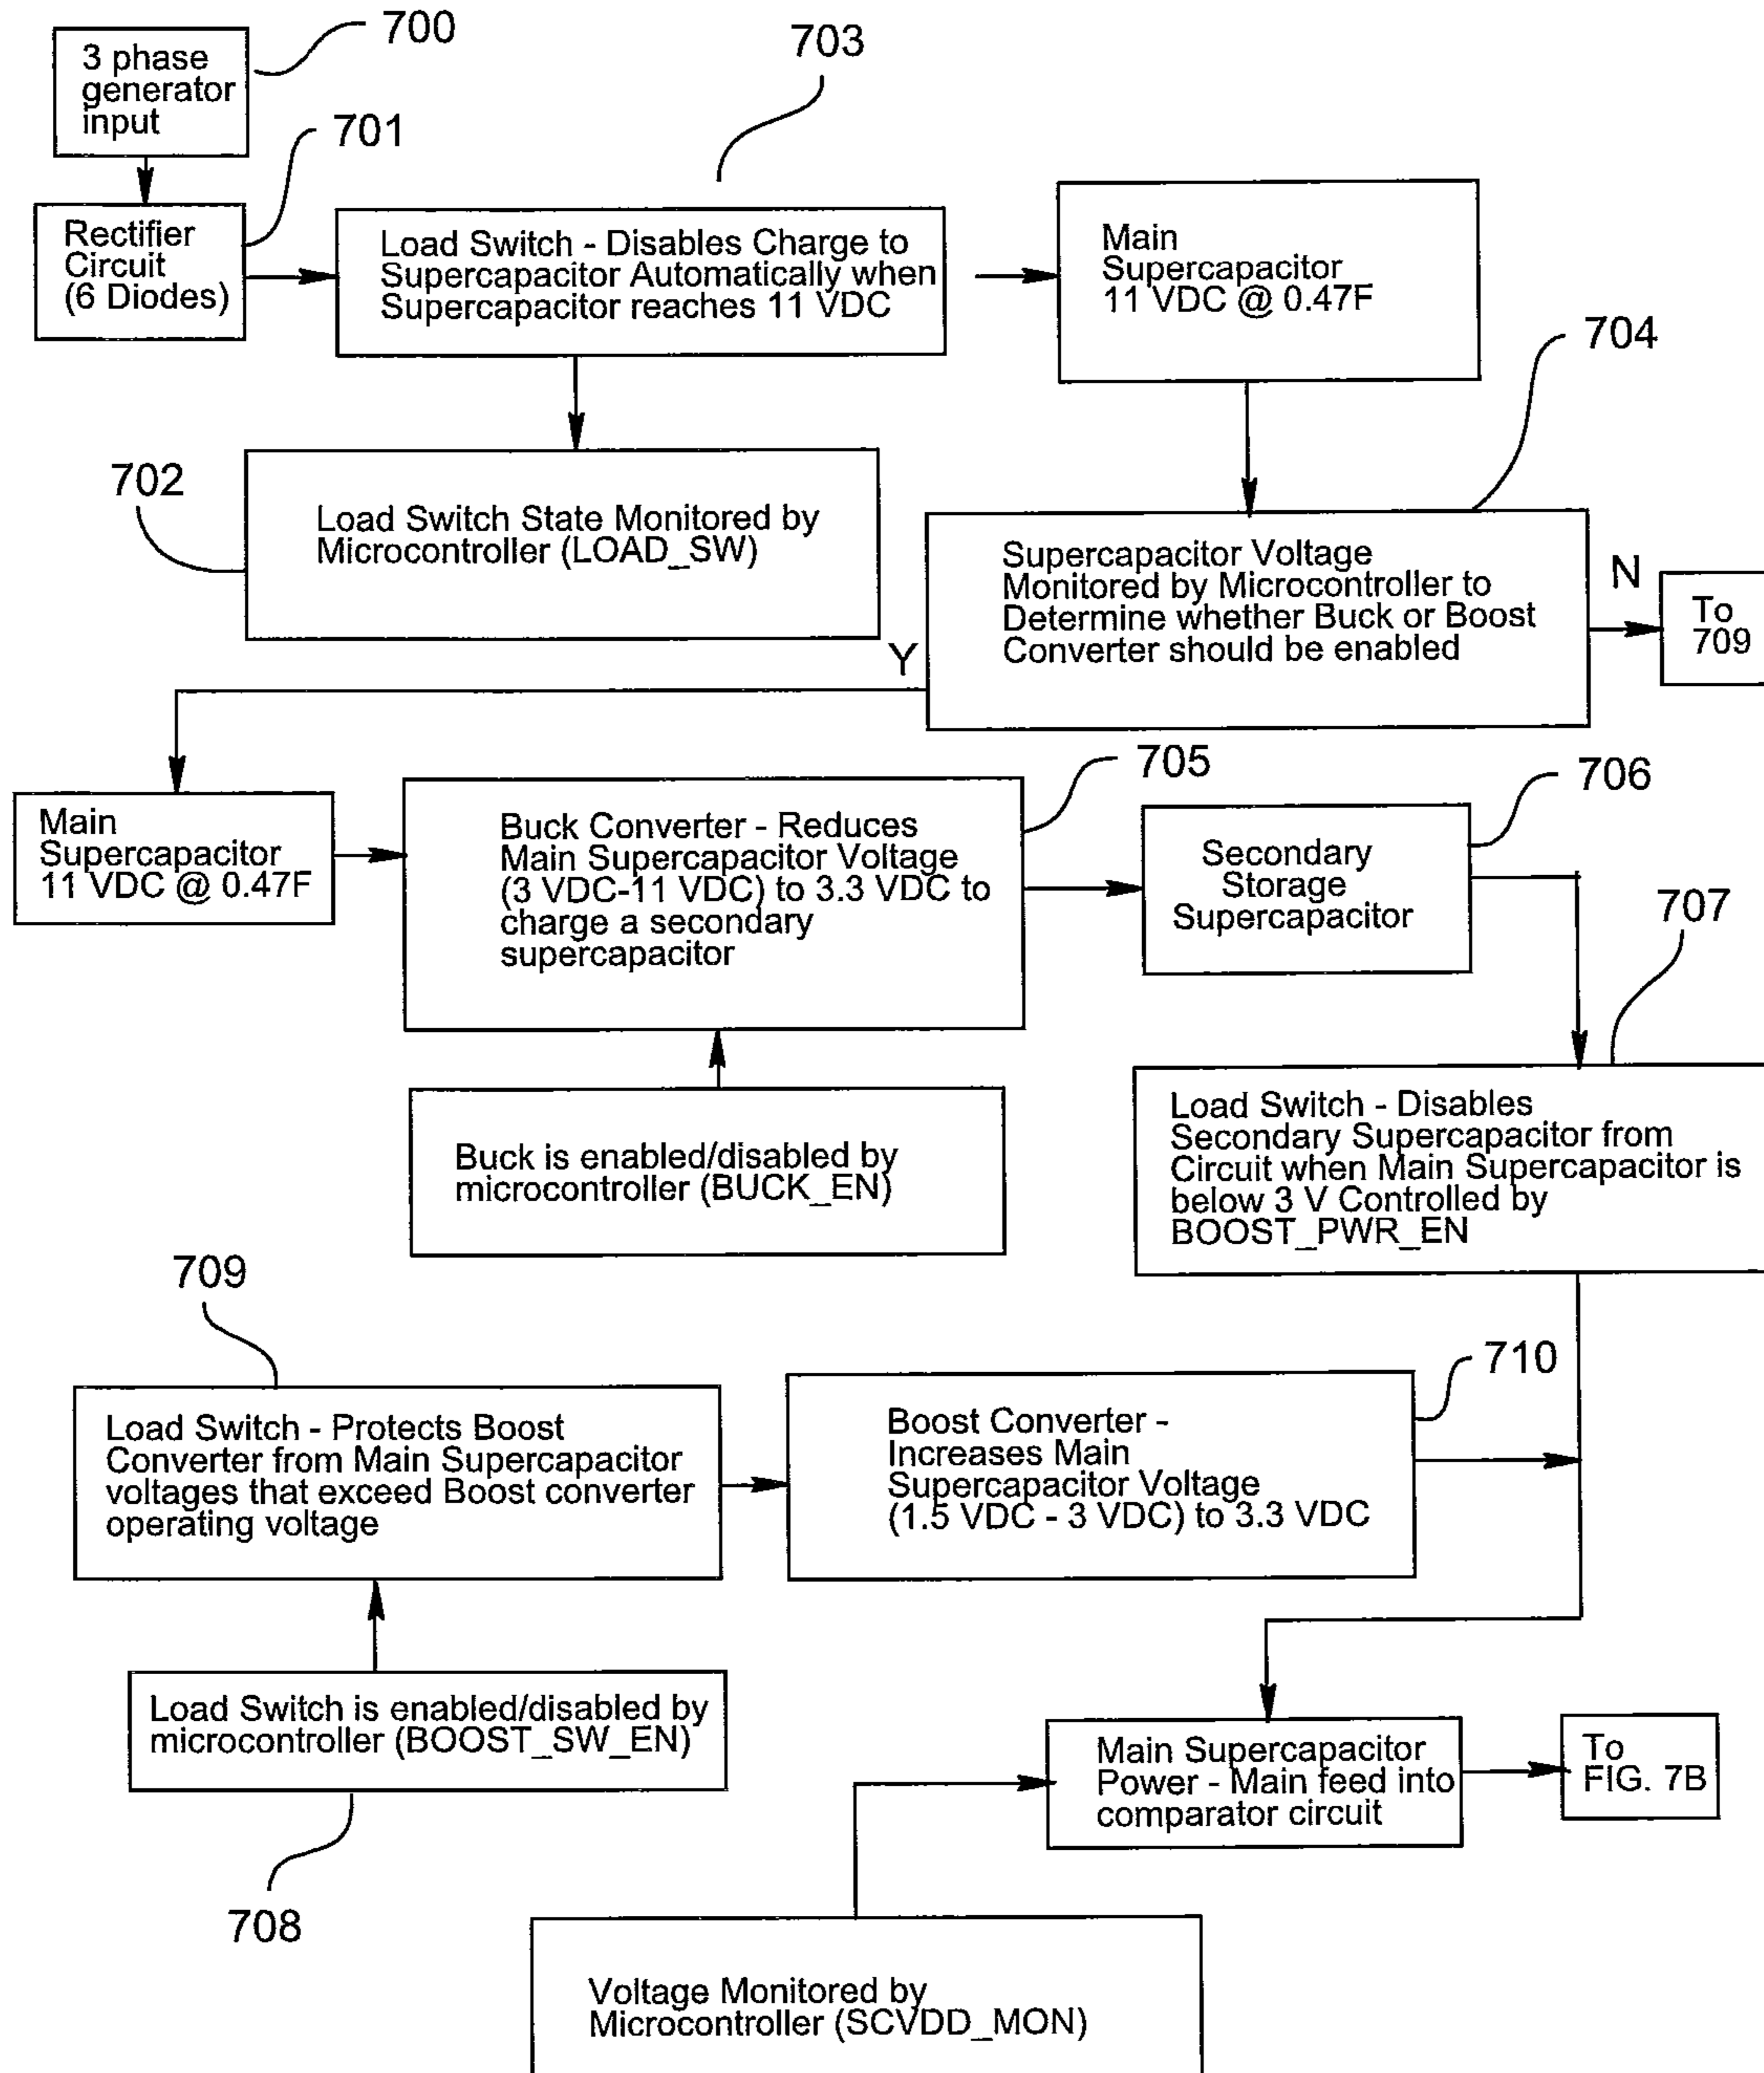 700
3 phase
generator
input
703
701
Rectifier
Circuit
(6 Diodes)
Load Switch - Disables Charge to
Supercapacitor Automatically when
Supercapacitor reaches 11 VDC
Main
Supercapacitor
11 VDC @ 0.47F
704
702
Load Switch State Monitored by
Microcontroller (LOAD_SW)
Supercapacitor Voltage
Monitored by Microcontroller to
Determine whether Buck or Boost
Converter should be enabled
N
To
709
Y
705
706
Main
Supercapacitor
11 VDC @ 0.47F
Buck Converter - Reduces
Main Supercapacitor Voltage
(3 VDC-11 VDC) to 3.3 VDC to
charge a secondary
supercapacitor
Secondary
Storage
Supercapacitor
707
Buck is enabled/disabled by
microcontroller (BUCK_EN)
Load Switch - Disables
Secondary Supercapacitor from
Circuit when Main Supercapacitor is
below 3 V Controlled by
BOOST_PWR_EN
709
710
Load Switch - Protects Boost
Converter from Main Supercapacitor
voltages that exceed Boost converter
operating voltage
Boost Converter -
Increases Main
Supercapacitor Voltage
(1.5 VDC - 3 VDC) to 3.3 VDC
Load Switch is enabled/disabled by
microcontroller (BOOST_SW_EN)
708
Main Supercapacitor
Power - Main feed into
comparator circuit
To
FIG. 7B
Voltage Monitored by
Microcontroller (SCVDD_MON)